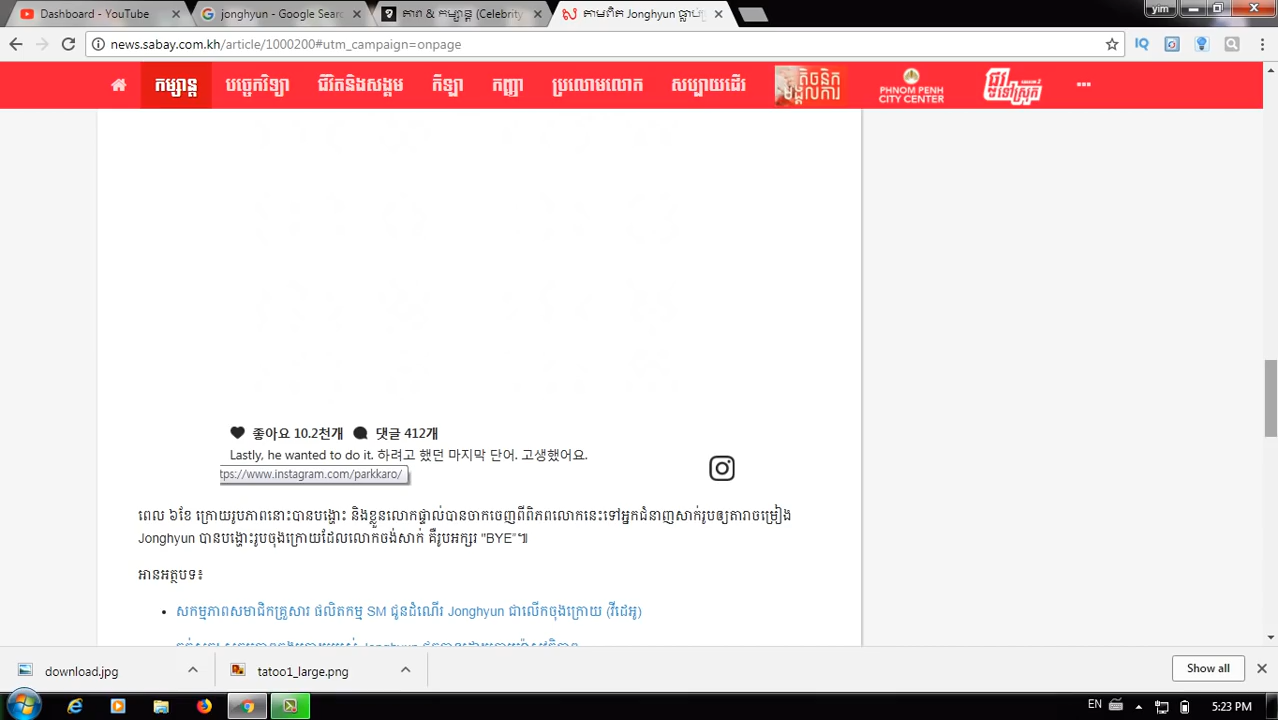 Dashboard - YouTube
jonghyun - Google Searc
តារា & កម្សាន្ត (Celebrity
តាមពិត Jonghyun ធ្លាប់
yim
news.sabay.com.kh/article/1000200#utm_campaign=onpage
IQ
កម្សាន្ត បច្ចេកវិទ្យា ជីវិតនិងសង្គម កីឡា កញ្ញា ប្រលោមលោក សប្បាយដើរ
PHNOM PENH
CITY CENTER
좋아요 10.2천개 댓글 412개
Lastly, he wanted to do it. 하려고 했던 마지막 단어. 고생했어요.
tps://www.instagram.com/parkkaro/
ពេល ៦ខែ ក្រោយរូបភាពនោះបានបង្ហោះ និងខ្លួនលោកផ្ទាល់បានចាកចេញពីពិភពលោកនេះទៅអ្នកជំនាញសាក់រូបឲ្យតារាចម្រៀង
Jonghyun បានបង្ហោះរូបចុងក្រោយដែលលោកចង់សាក់ គឺរូបអក្សរ "BYE"៕
អានអត្ថបទ៖
សកម្មភាពសមាជិកគ្រួសារ ផលិតកម្ម SM ជូនដំណើរ Jonghyun ជាលើកចុងក្រោយ (វីដេអូ)
download.jpg
tatoo1_large.png
Show all
EN
5:23 PM